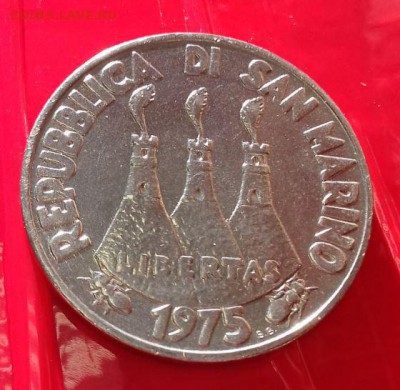 REPUBBLICA DI SAN MARINO
LIBERTAS
1975